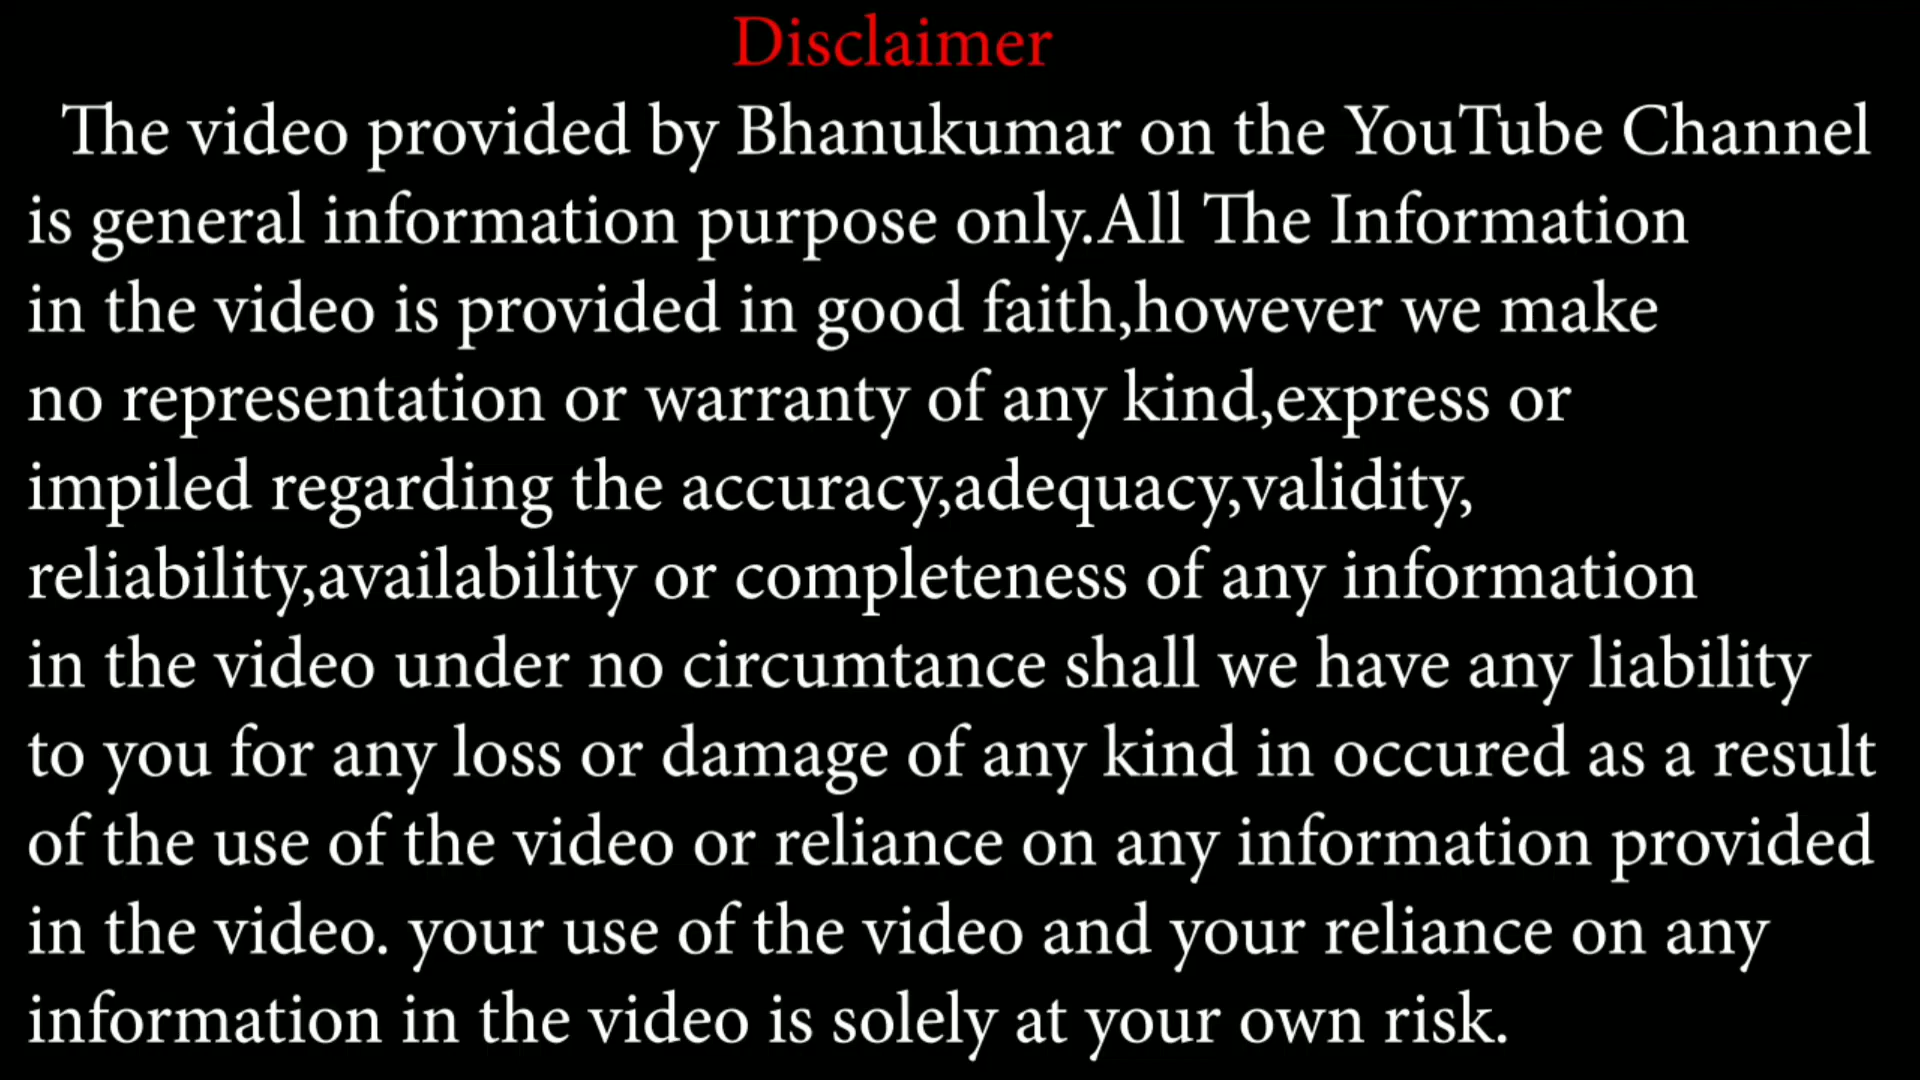 Disclaimer
The video provided by Bhanukumar on the YouTube Channel
is general information purpose only.All The Information
in the video is provided in good faith,however we make
no representation or warranty of any kind,express or
impiled regarding the accuracy,adequacy,validity,
reliability,availability or completeness of any information
in the video under no circumtance shall we have any liability
to you for any loss or damage of any kind in occured as a result
of the use of the video or reliance on any information provided
in the video. your use of the video and your reliance on any
information in the video is solely at your own risk.